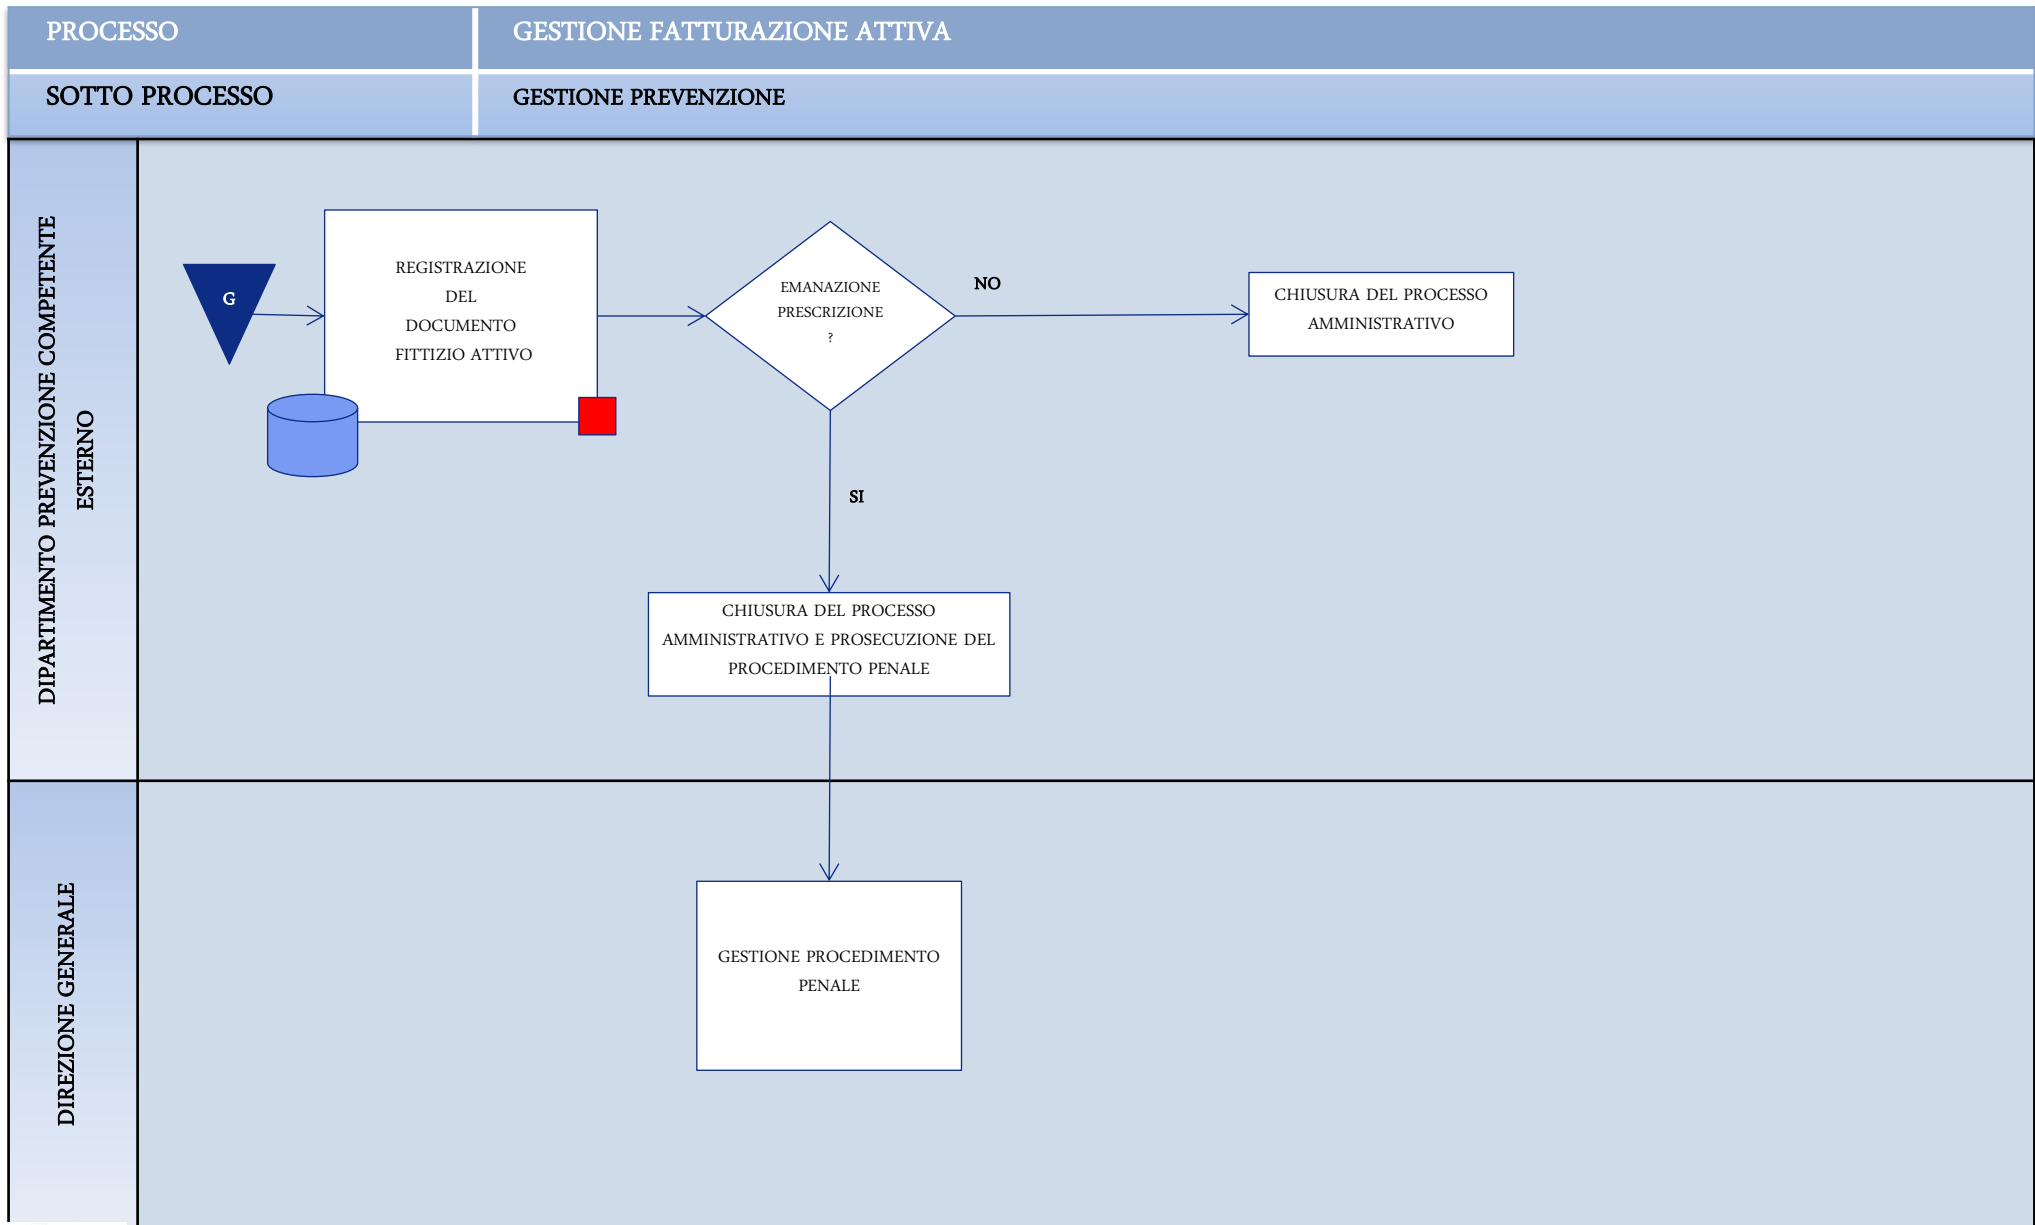 PROCESSO
GESTIONE FATTURAZIONE ATTIVA
SOTTO PROCESSO
GESTIONE PREVENZIONE
DIPARTIMENTO PREVENZIONE COMPETENTE
ESTERNO
G
REGISTRAZIONE
DEL
DOCUMENTO
FITTIZIO ATTIVO
EMANAZIONE
PRESCRIZIONE
?
NO
CHIUSURA DEL PROCESSO
AMMINISTRATIVO
SI
CHIUSURA DEL PROCESSO
AMMINISTRATIVO E PROSECUZIONE DEL
PROCEDIMENTO PENALE
DIREZIONE GENERALE
GESTIONE PROCEDIMENTO
PENALE